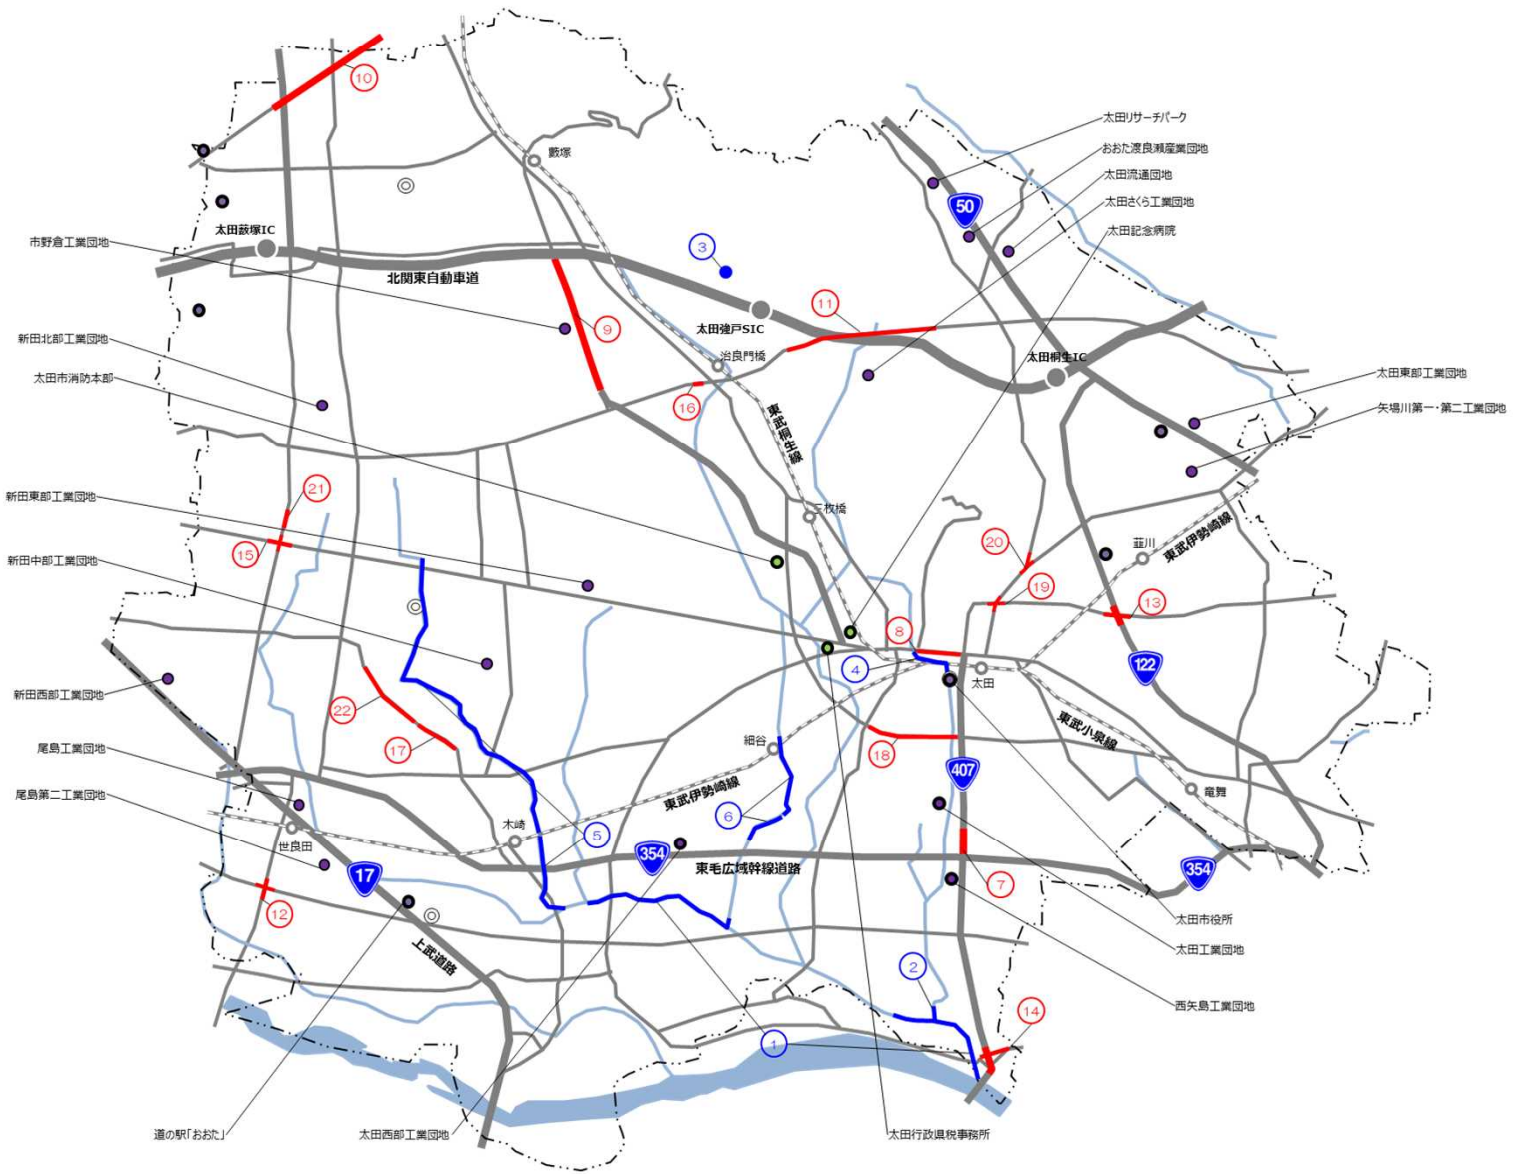 10
藪塚
太田リサーチパーク
おおた渡良瀬産業団地
太田流通団地
太田さくら工業団地
太田記念病院
50
太田藪塚IC
市野倉工業団地
3
北関東自動車道
11
太田強戸SIC
9
新田北部工業団地
治良門橋
太田桐生IC
太田市消防本部
太田東部工業団地
16
矢場川第一・第二工業団地
東武桐生線
21
新田東部工業団地
三枚橋
東武伊勢崎線
20
韮川
15
新田中部工業団地
19
13
8
4
太田
122
新田西部工業団地
22
17
尾島工業団地
細谷
18
東武小泉線
407
東武伊勢崎線
尾島第二工業団地
竜舞
木崎
5
6
世良田
354
東毛広域幹線道路
354
17
7
12
太田市役所
上武道路
太田工業団地
2
西矢島工業団地
14
1
道の駅「おおた」
太田西部工業団地
太田行政県税事務所